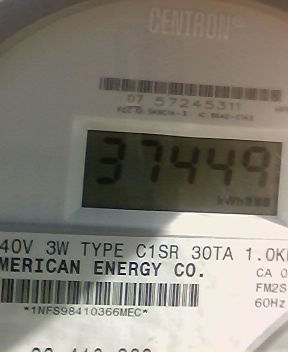 CENTRON®
07 57245311
37449
kWh
40V 3W TYPE C1SR 30TA 1.0K
MERICAN ENERGY CO.
CA 0
FM2S
60Hz
*1NFS98410366MEC*